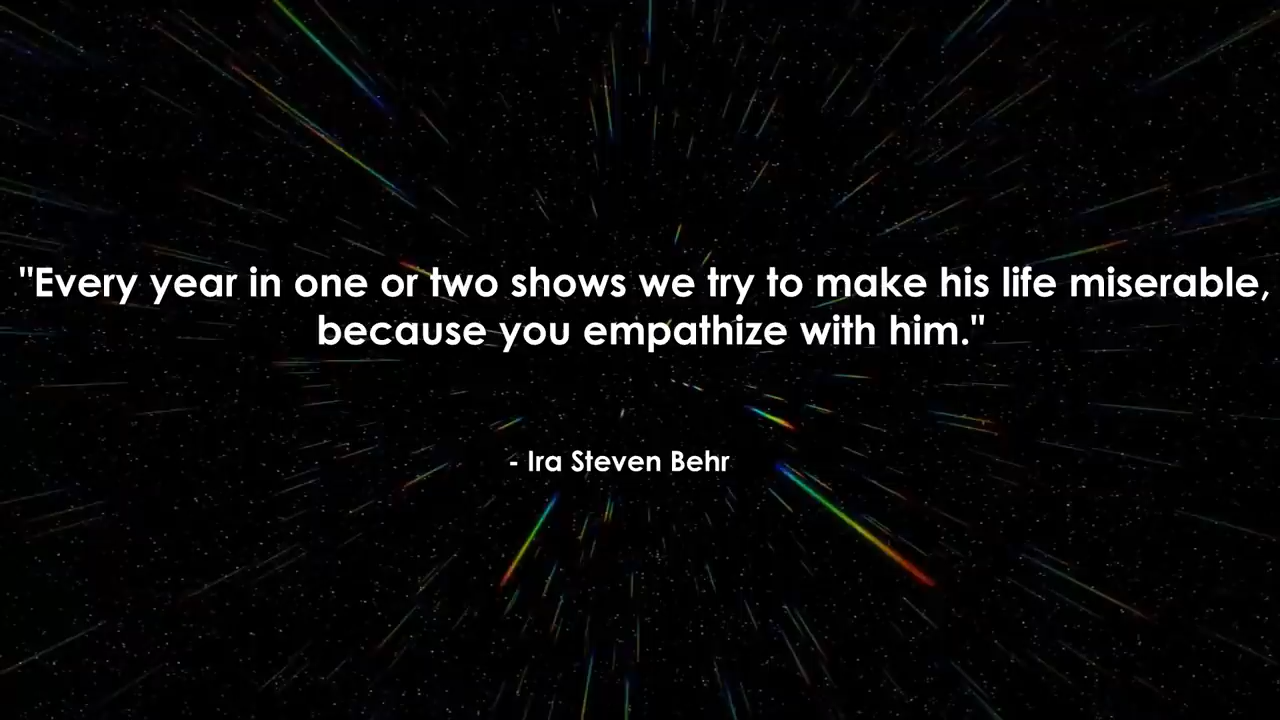 "Every year in one or two shows we try to make his life miserable,
because you empathize with him."
- Ira Steven Behr